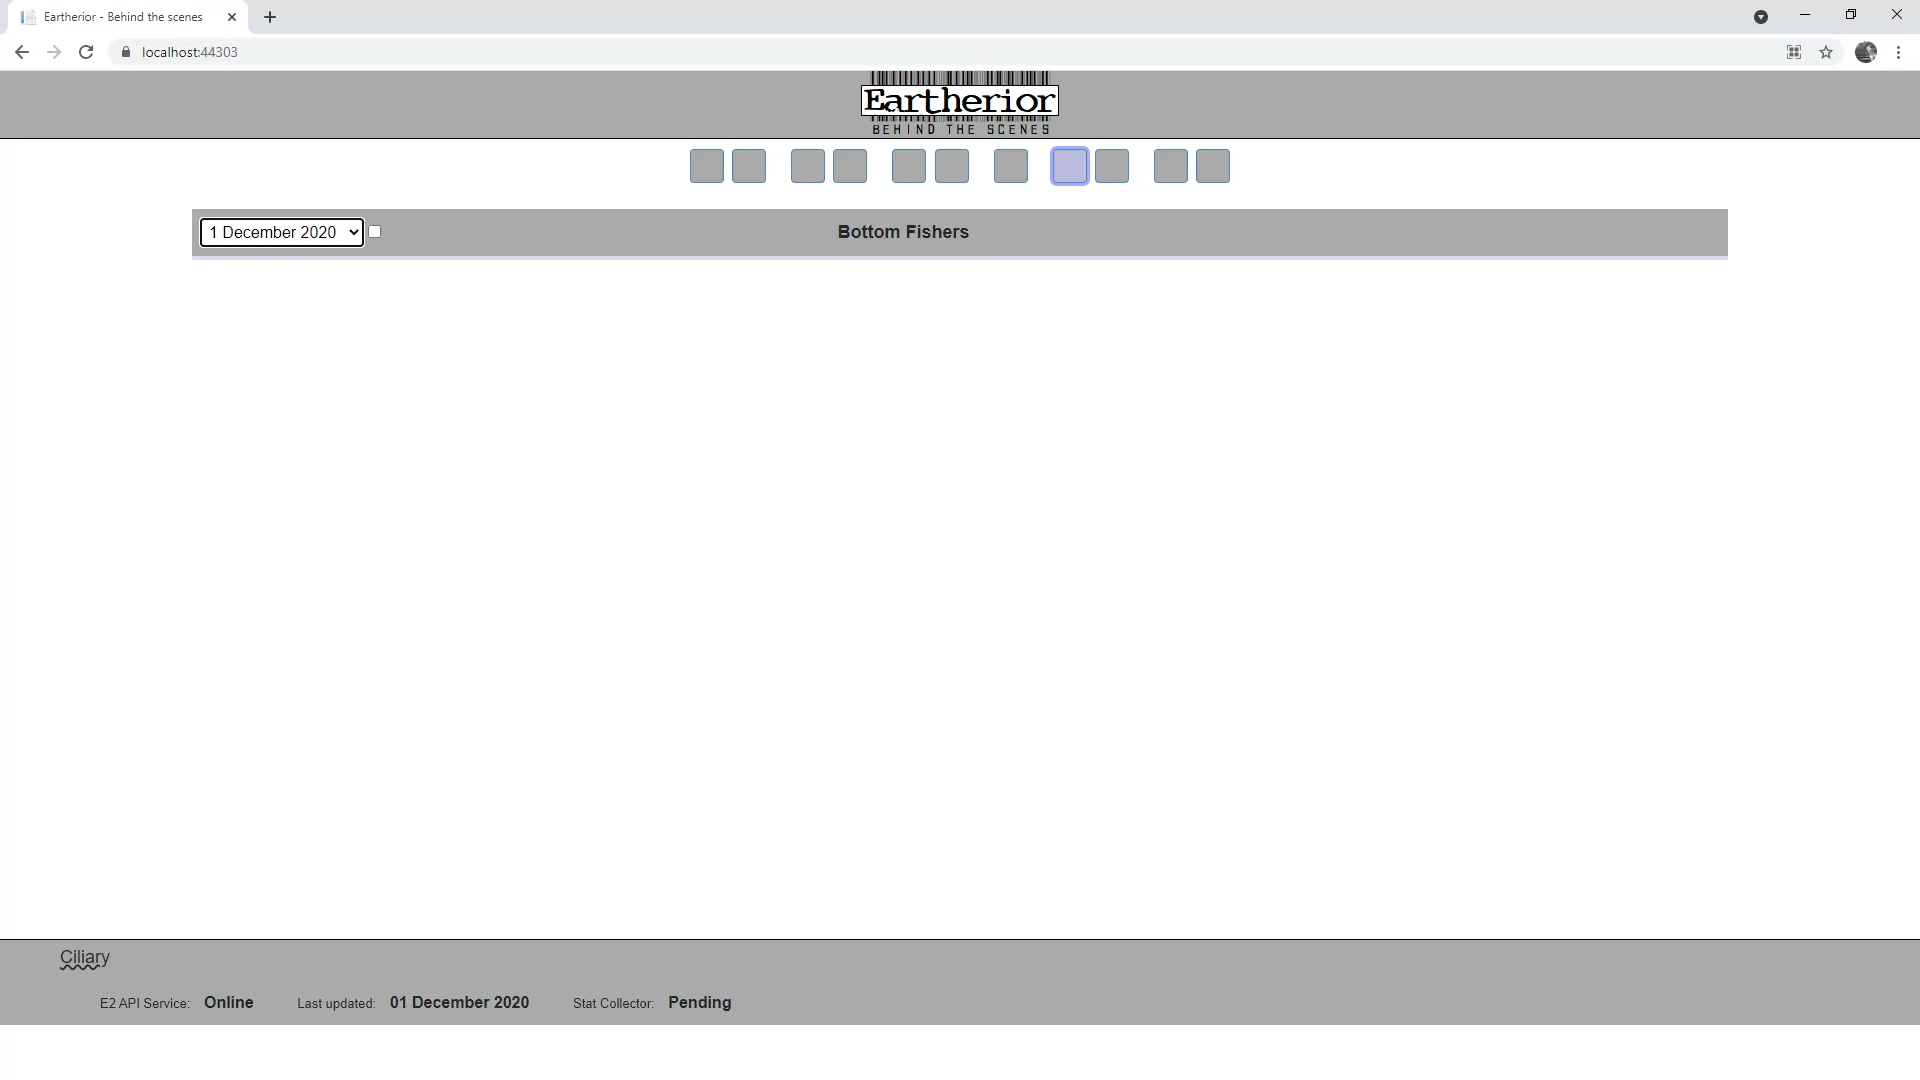 Eartherior - Behind the scenes
localhost:44303
Eartherior
BEHIND THE SCENES
1 December 2020
Bottom Fishers
Ciliary
E2 API Service: Online Last updated: 01 December 2020 Stat Collector: Pending